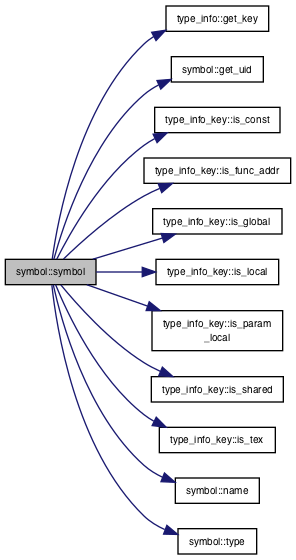 type_info::get_key
symbol::get_uid
type_info_key::is_const
type_info_key::is_func_addr
type_info_key::is_global
symbol::symbol
type_info_key::is_local
type_info_key::is_param
_local
type_info_key::is_shared
type_info_key::is_tex
symbol::name
symbol::type